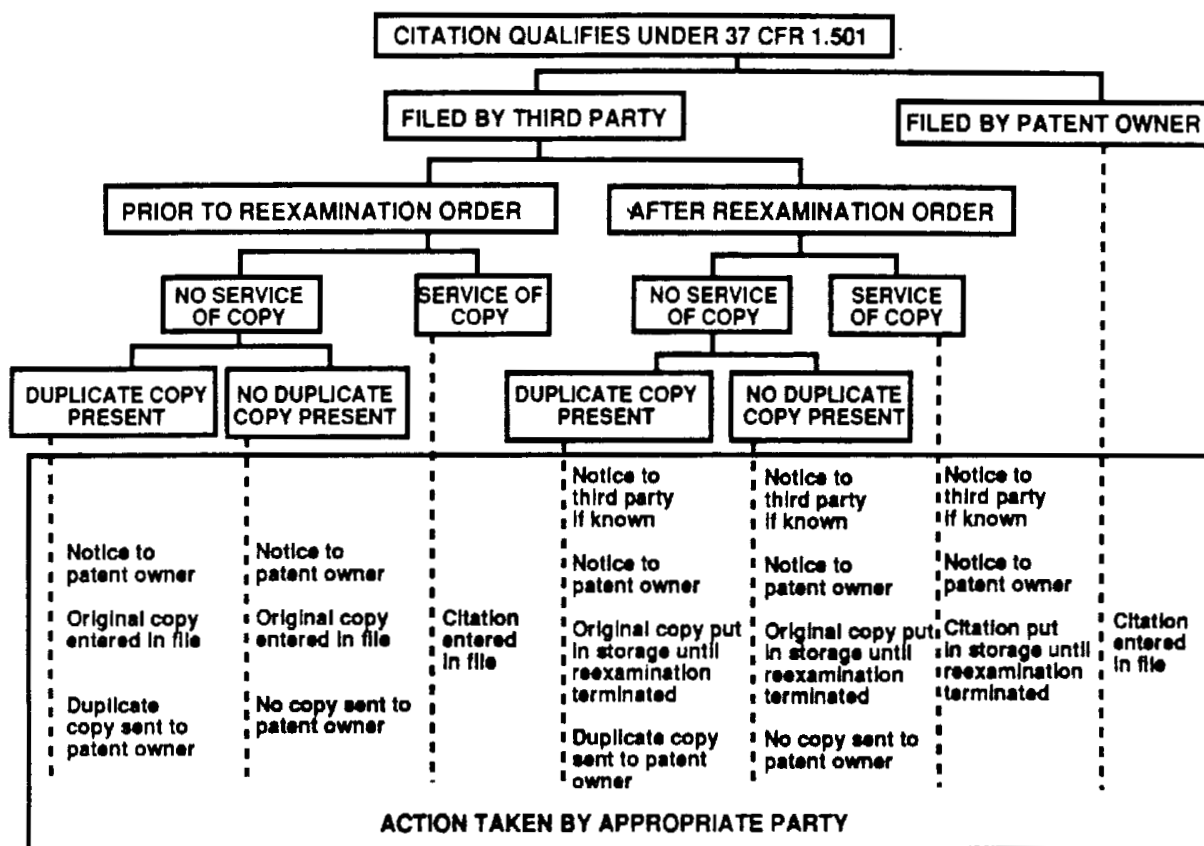 CITATION QUALIFIES UNDER 37 CFR 1.501
FILED BY THIRD PARTY
FILED BY PATENT OWNER
PRIOR TO REEXAMINATION ORDER
AFTER REEXAMINATION ORDER
NO SERVICE
OF COPY
SERVICE OF
COPY
NO SERVICE
OF COPY
SERVICE
OF COPY
DUPLICATE COPY
PRESENT
NO DUPLICATE
COPY PRESENT
DUPLICATE COPY
PRESENT
NO DUPLICATE
COPY PRESENT
Notice to
patent owner
Original copy
entered in file
Duplicate
copy sent to
patent owner
Notice to
patent owner
Original copy
entered in file
No copy sent to
patent owner
Citation
entered
in file
Notice to
third party
if known
Notice to
patent owner
Original copy put
in storage until
reexamination
terminated
Duplicate copy
sent to patent
owner
Notice to
third party
if known
Notice to
patent owner
Original copy put
in storage until
reexamination
terminated
No copy sent to
patent owner
Notice to
third party
if known
Notice to
patent owner
Citation put
in storage until
reexamination
terminated
Citation
entered
in file
ACTION TAKEN BY APPROPRIATE PARTY